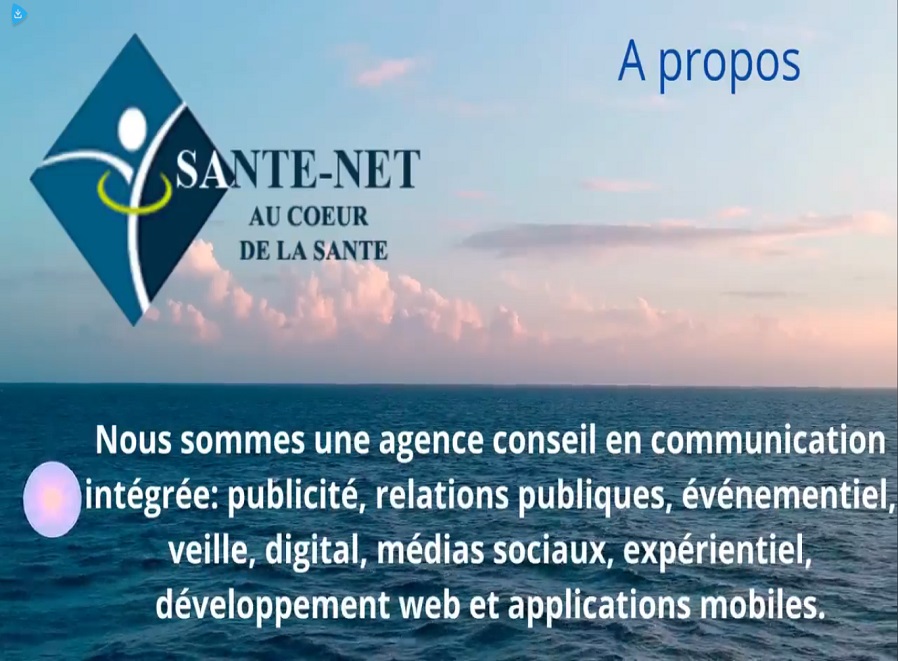 A propos
SANTE-NET
AU COEUR
DE LA SANTE
Nous sommes une agence conseil en communication
intégrée: publicité, relations publiques, événementiel,
veille, digital, médias sociaux, expérientiel,
développement web et applications mobiles.